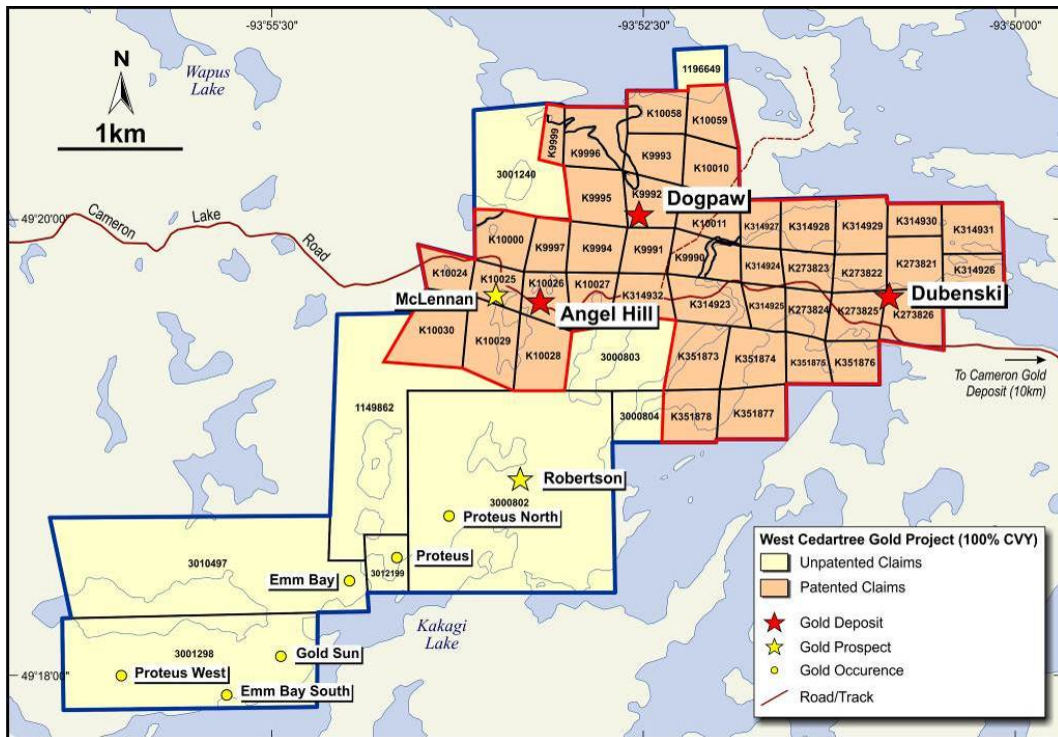 -93°55'30"
-93°52'30"
-93°50'00"
N
1km
Wapus
Lake
1196649
K10058
K10059
K9999
K9996
K9993
K10010
3001240
K9995
K9992
Dogpaw
49°20'00"
Cameron
Lake
Road
K10000
K9997
K9994
K9991
K10011
K9990
K314927
K314928
K314929
K314930
K314931
K10024
K10025
K10026
K10027
K314932
K314924
K273823
K273822
K273821
K314926
McLennan
Angel Hill
K314923
K314925
K273824
K273825
Dubenski
K273826
K10030
K10029
K10028
3000803
K351873
K351874
K351875
K351876
To Cameron Gold
Deposit (10km)
1149862
3000804
K351878
K351877
Robertson
3000802
Proteus North
3010497
3012199
Proteus
Emm Bay
Kakagi
Lake
3001298
Gold Sun
Proteus West
Emm Bay South
49°18'00"
West Cedartree Gold Project (100% CVY)
Unpatented Claims
Patented Claims
Gold Deposit
Gold Prospect
Gold Occurence
Road/Track